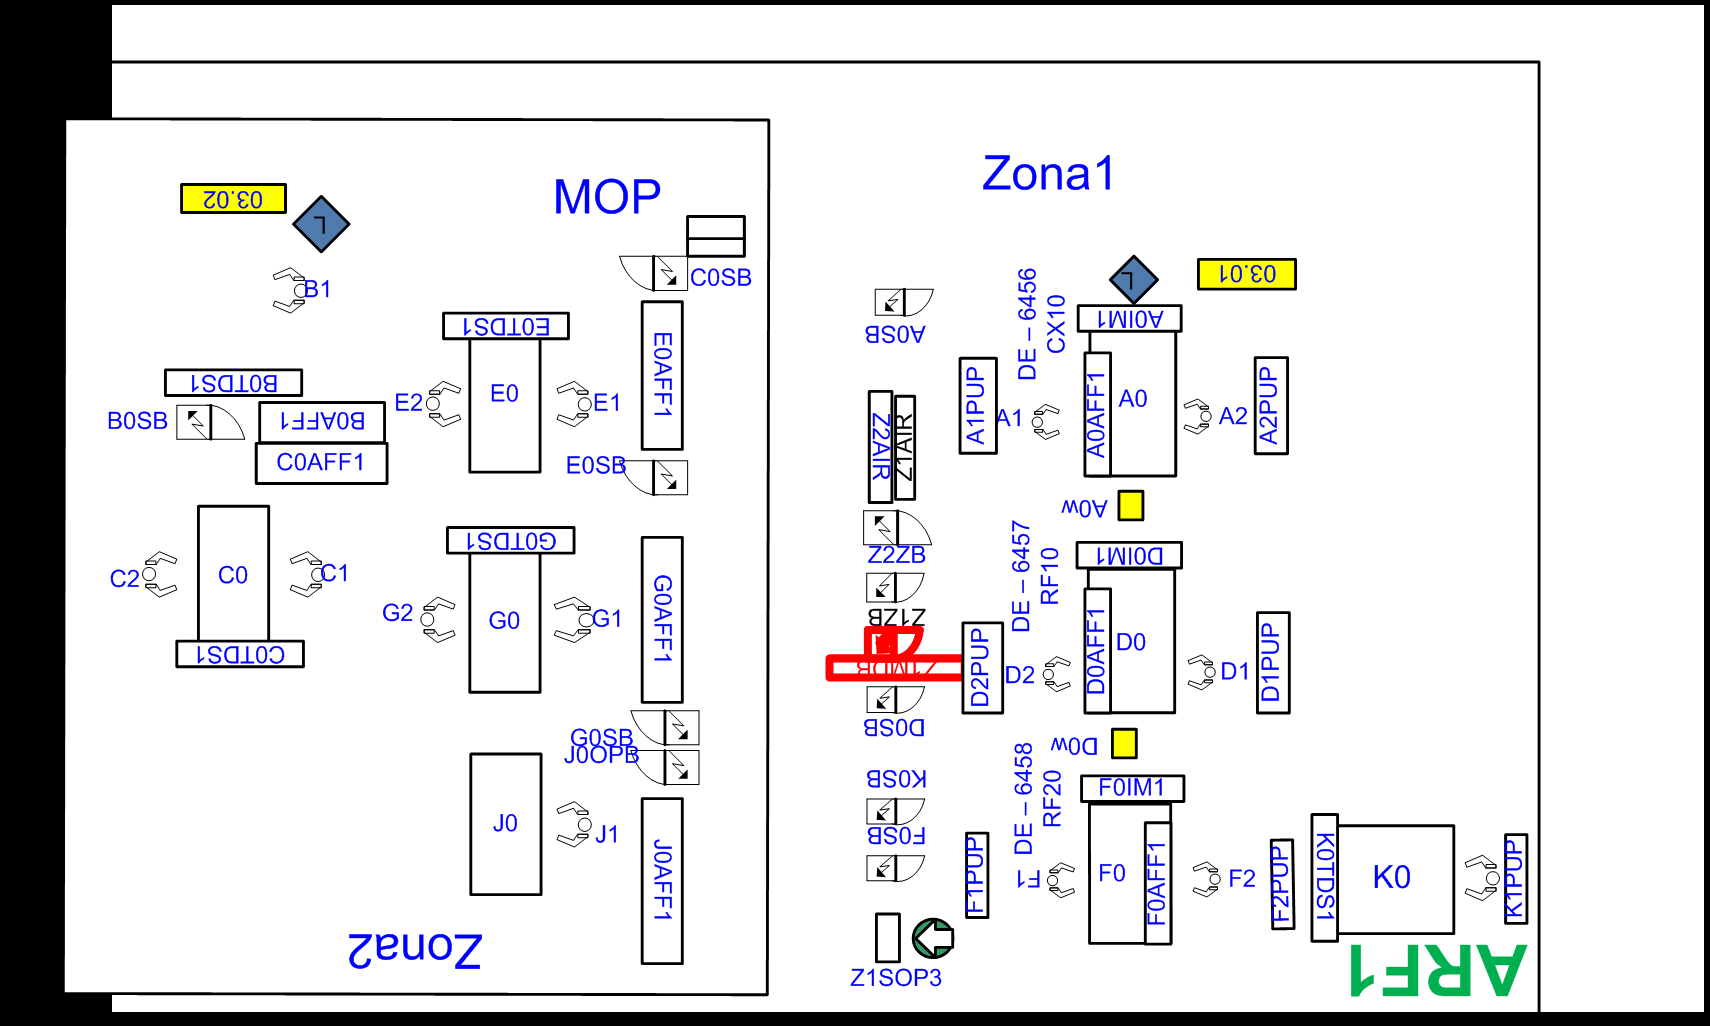 Zona1
MOP
03.02
L
B1
C0SB
E0TDS1
E2
E0
E1
E0AFF1
E0SB
B0TDS1
B0SB
B0AFF1
C0AFF1
C2
C0
C1
C0TDS1
G0TDS1
G2
G0
G1
G0AFF1
G0SB
J0OPB
J0
J1
J0AFF1
Zona2
A0SB
DE – 6456
CX10
L
03.01
A0IM1
A1PUP
A1
A0AFF1
A0
A2
A2PUP
Z2AIR
Z1AIR
A0w
Z2ZB
Z1ZB
DE – 6457
RF10
D0IM1
D2PUP
D2
D0AFF1
D0
D1
D1PUP
D0SB
D0w
K0SB
F0SB
DE – 6458
RF20
F0IM1
F1PUP
F1
F0
F0AFF1
F2
F2PUP
K0TDS1
K0
K1PUP
Z1SOP3
ARF1